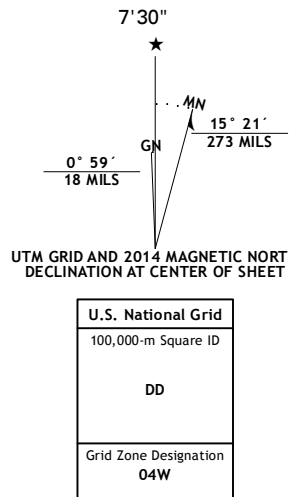 7'30"
MN
15° 21´
273 MILS
GN
0° 59´
18 MILS
UTM GRID AND 2014 MAGNETIC NORT
DECLINATION AT CENTER OF SHEET
U.S. National Grid
100,000-m Square ID
DD
Grid Zone Designation
04W